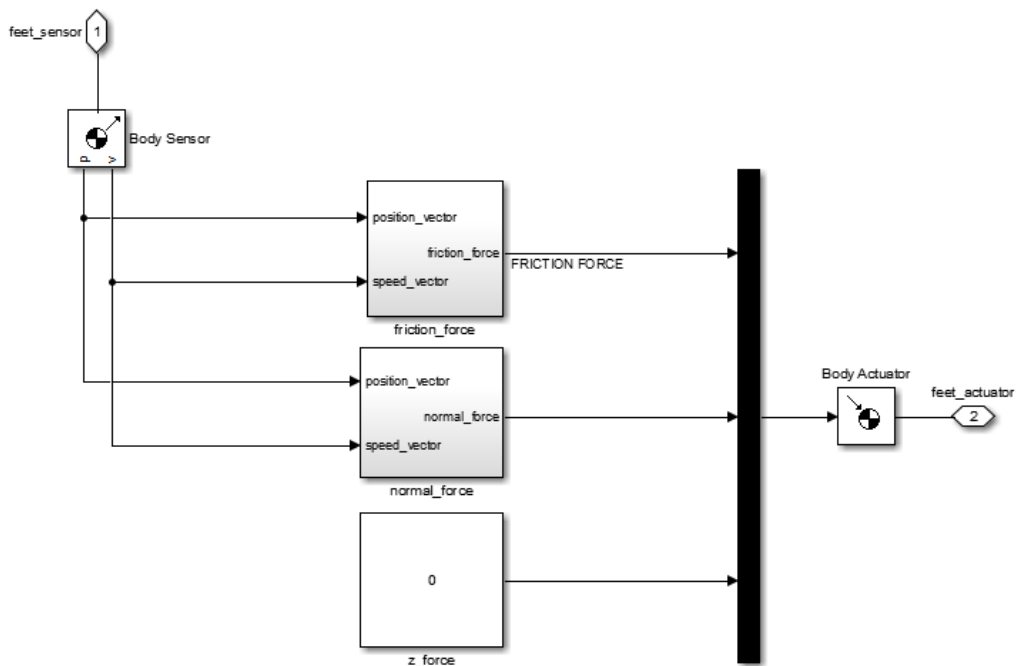 feet_sensor
1
Body Sensor
p
v
position_vector
friction_force
speed_vector
FRICTION FORCE
friction_force
position_vector
normal_force
speed_vector
normal_force
Body Actuator
feet_actuator
2
0
z_force